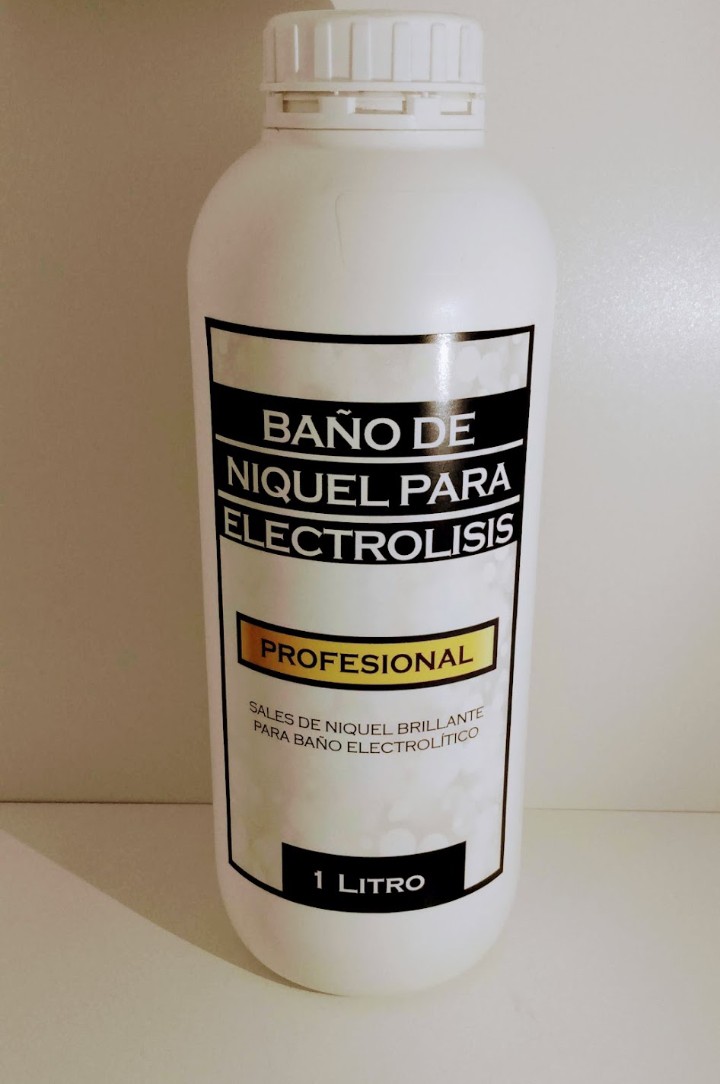 BAÑO DE
NIQUEL PARA
ELECTROLISIS
PROFESIONAL
SALES DE NIQUEL BRILLANTE
PARA BAÑO ELECTROLÍTICO
1 LITRO